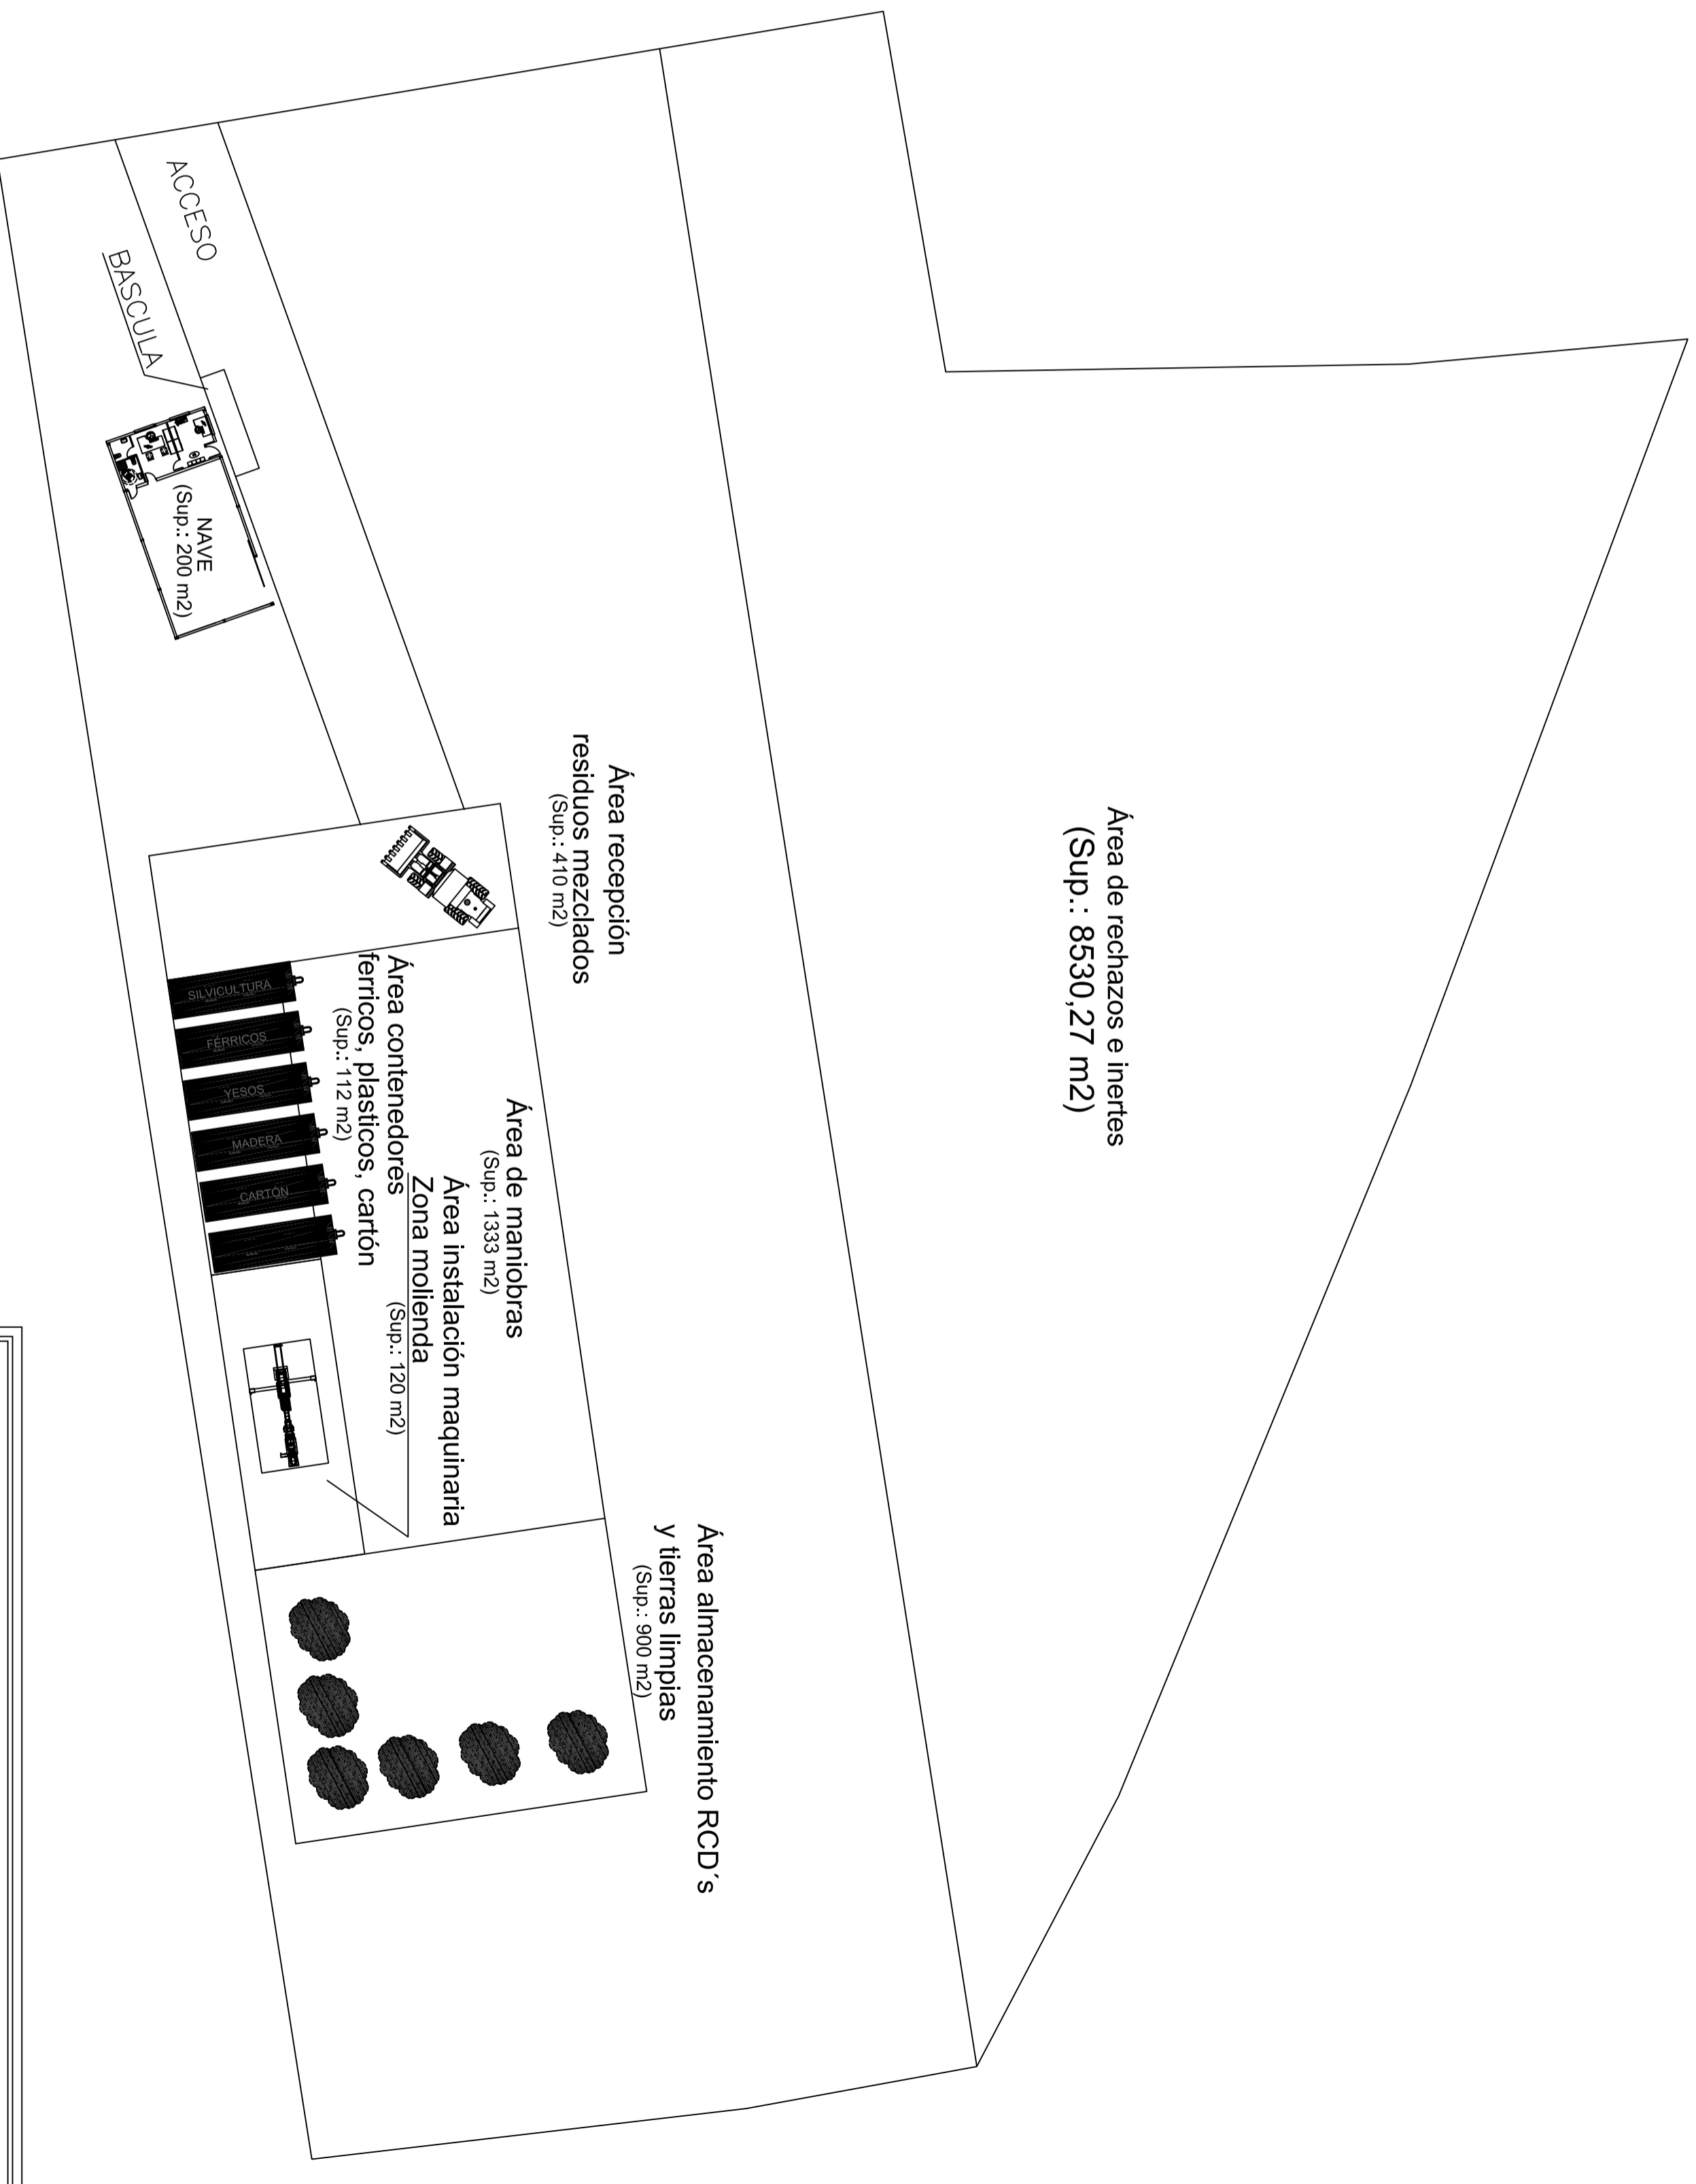 Área de rechazos e inertes
(Sup.: 8530,27 m2)
Área recepción
residuos mezclados
(Sup.: 410 m2)
Área almacenamiento RCD´s
y tierras limpias
(Sup.: 900 m2)
Área de maniobras
(Sup.: 1333 m2)
Área instalación maquinaria
Zona molienda
(Sup.: 120 m2)
Área contenedores
ferricos, plasticos, cartón
(Sup.: 112 m2)
SILVICULTURA
FÉRRICOS
YESOS
MADERA
CARTÓN
ACCESO
BASCULA
NAVE
(Sup.: 200 m2)